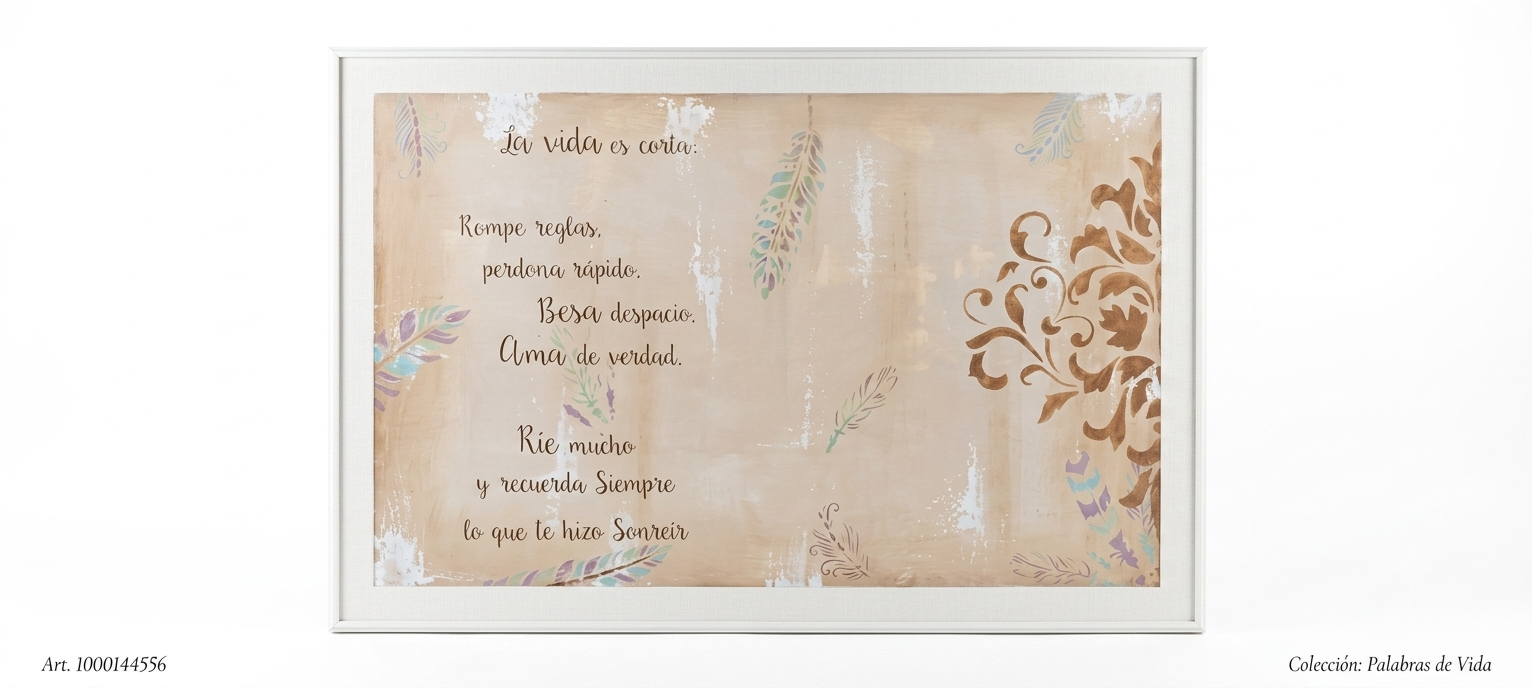 La vida es corta:
Rompe reglas,
perdona rápido.
Besa despacio.
Ama de verdad.
Ríe mucho
y recuerda Siempre
lo que te hizo Sonreír
Art. 1000144556
Colección: Palabras de Vida